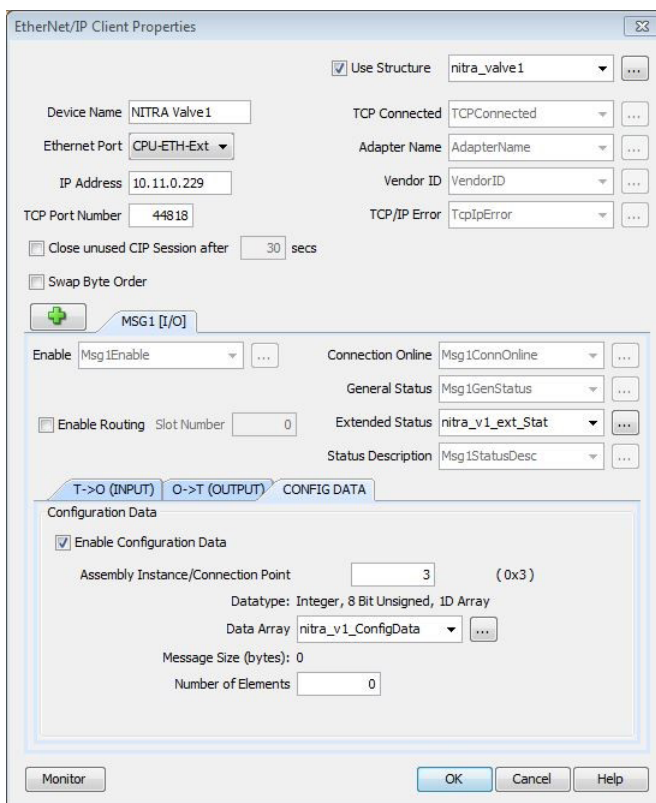 EtherNet/IP Client Properties
Use Structure nitra_valve1 ...
Device Name NITRA Valve1 TCP Connected TCPConnected ...
Ethernet Port CPU-ETH-Ext Adapter Name AdapterName ...
IP Address 10.11.0.229 Vendor ID VendorID ...
TCP Port Number 44818 TCP/IP Error TcpIpError ...
Close unused CIP Session after 30 secs
Swap Byte Order
MSG1 [I/O]
Enable Msg1Enable ... Connection Online Msg1ConnOnline ...
General Status Msg1GenStatus ...
Enable Routing Slot Number 0 Extended Status nitra_v1_ext_Stat ...
Status Description Msg1StatusDesc ...
T->O (INPUT) O->T (OUTPUT) CONFIG DATA
Configuration Data
Enable Configuration Data
Assembly Instance/Connection Point 3 (0x3)
Datatype: Integer, 8 Bit Unsigned, 1D Array
Data Array nitra_v1_ConfigData ...
Message Size (bytes): 0
Number of Elements 0
Monitor OK Cancel Help